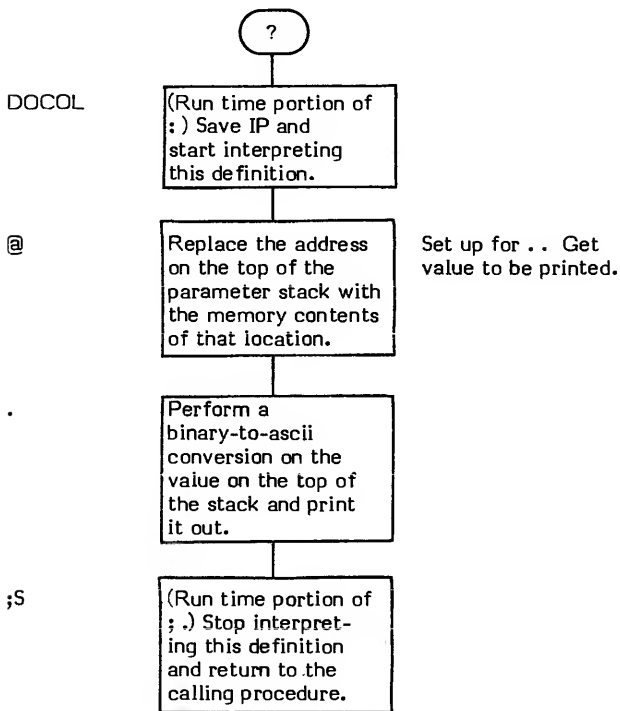 ?
DOCOL
(Run time portion of
: ) Save IP and
start interpreting
this definition.
@
Replace the address
on the top of the
parameter stack with
the memory contents
of that location.
Set up for . . Get
value to be printed.
.
Perform a
binary-to-ascii
conversion on the
value on the top of
the stack and print
it out.
;S
(Run time portion of
; .) Stop interpret-
ing this definition
and return to the
calling procedure.